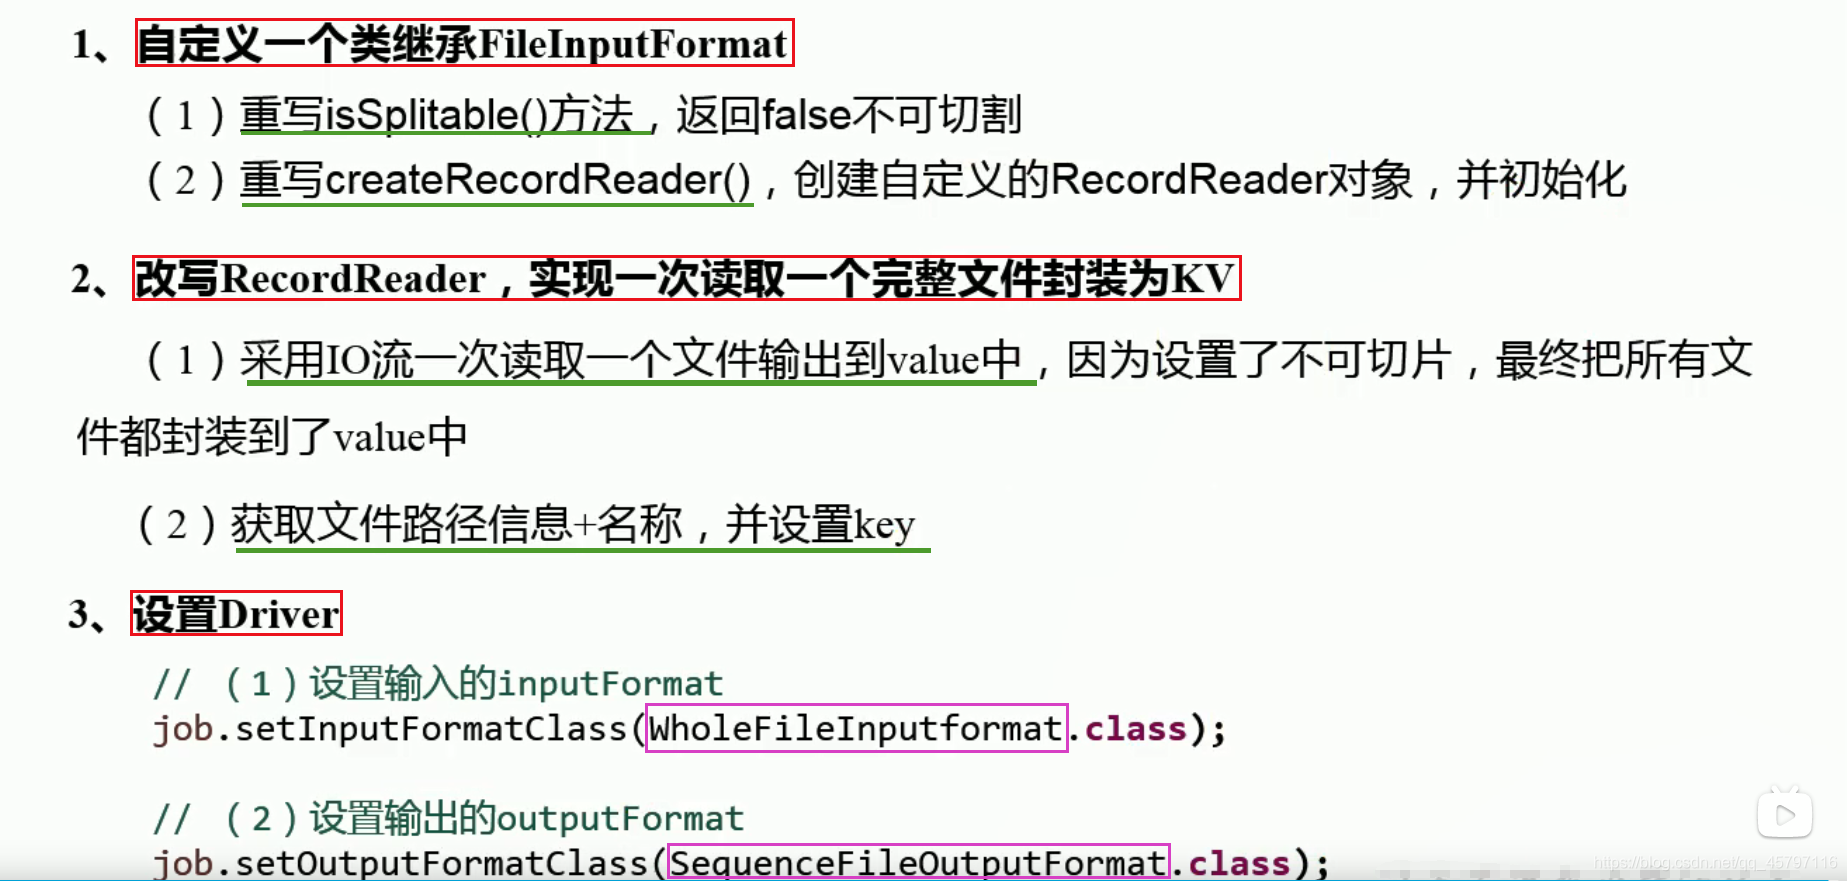 1、自定义一个类继承FileInputFormat
（1）重写isSplitable()方法，返回false不可切割
（2）重写createRecordReader()，创建自定义的RecordReader对象，并初始化
2、改写RecordReader，实现一次读取一个完整文件封装为KV
（1）采用IO流一次读取一个文件输出到value中，因为设置了不可切片，最终把所有文
件都封装到了value中
（2）获取文件路径信息+名称，并设置key
3、设置Driver
// （1）设置输入的inputFormat
job.setInputFormatClass(WholeFileInputformat.class);
// （2）设置输出的outputFormat
job.setOutputFormatClass(SequenceFileOutputFormat.class);
https://blog.csdn.net/qq_45797116